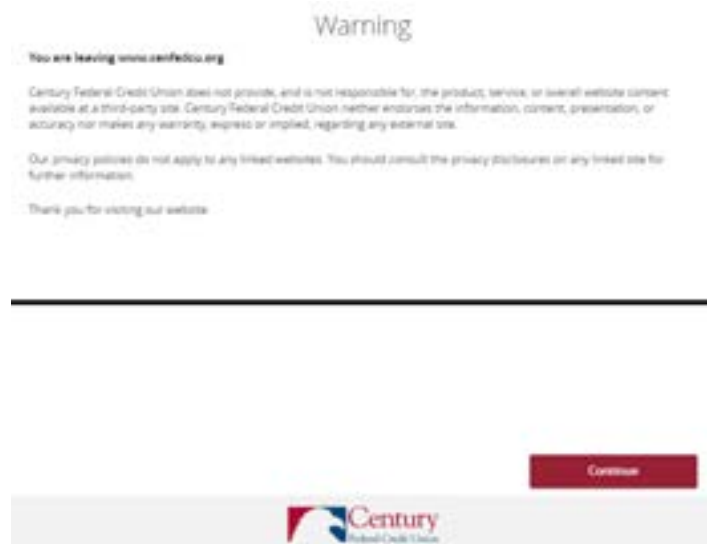 Warning
You are leaving www.cenfedcu.org
Century Federal Credit Union does not provide, and is not responsible for, the product, service, or overall website content
available at a third-party site. Century Federal Credit Union neither endorses the information, content, presentation, or
accuracy nor makes any warranty, express or implied, regarding any external site.
Our privacy policies do not apply to any linked websites. You should consult the privacy disclosures on any linked site for
further information.
Thank you for visiting our website
Continue
Century
Federal Credit Union